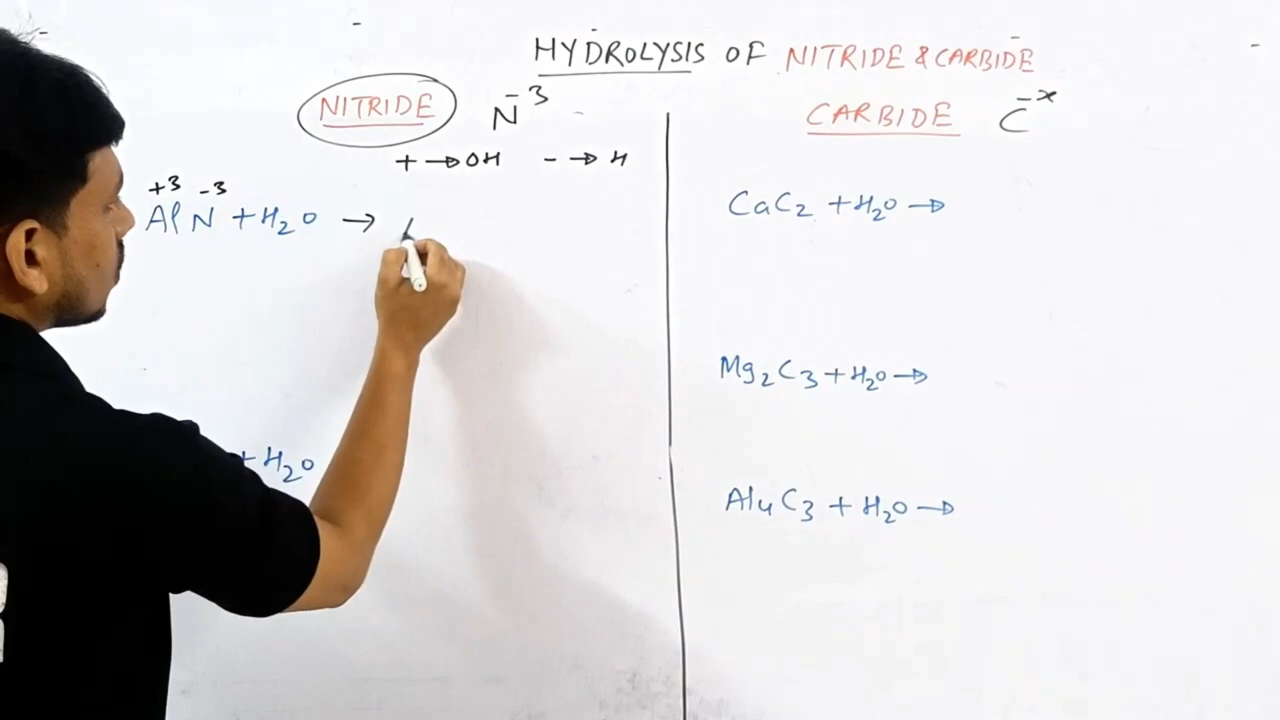 HYDROLYSIS OF NITRIDE & CARBIDE
NITRIDE N⁻³
+ → OH - → H
+3 -3
AlN + H₂O →
+ H₂O
CARBIDE C⁻ˣ
CaC₂ + H₂O →
Mg₂C₃ + H₂O →
Al₄C₃ + H₂O →